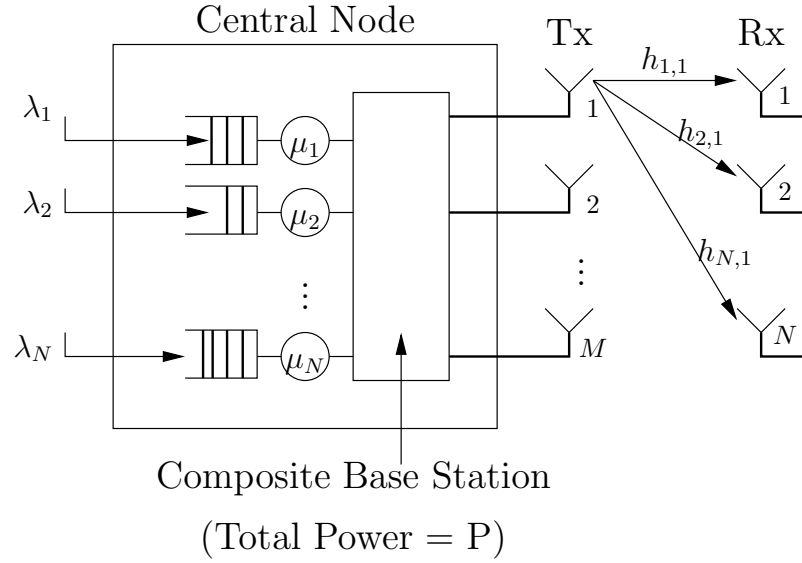 Central Node
Tx
Rx
h1,1
λ1
1
1
μ1
h2,1
λ2
μ2
2
2
hN,1
⋮
⋮
λN
μN
M
N
Composite Base Station
(Total Power = P)